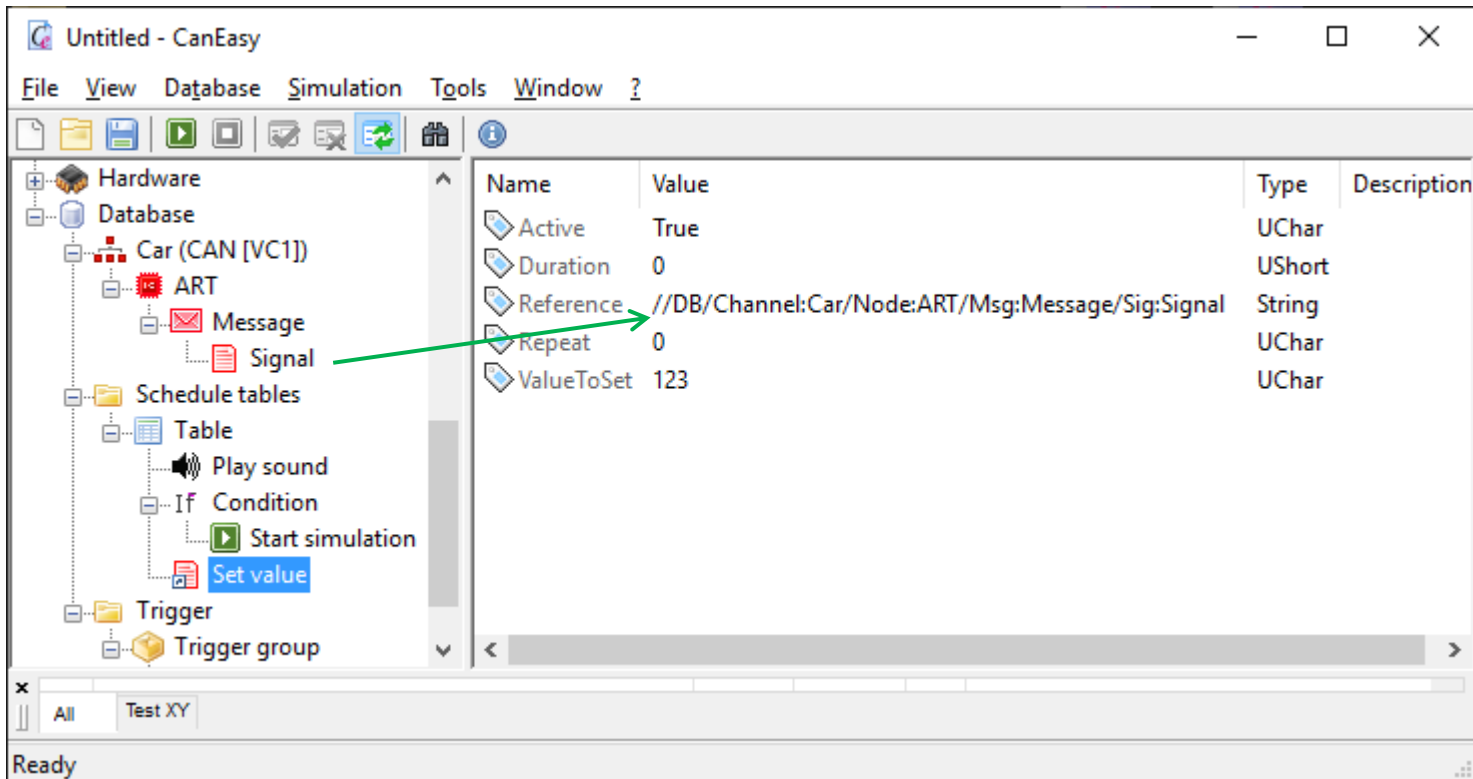 Untitled - CanEasy
File View Database Simulation Tools Window ?
Hardware
Database
Car (CAN [VC1])
ART
Message
Signal
Schedule tables
Table
Play sound
If Condition
Start simulation
Set value
Trigger
Trigger group
Name Value Type Description
Active True UChar
Duration 0 UShort
Reference //DB/Channel:Car/Node:ART/Msg:Message/Sig:Signal String
Repeat 0 UChar
ValueToSet 123 UChar
All Test XY
Ready